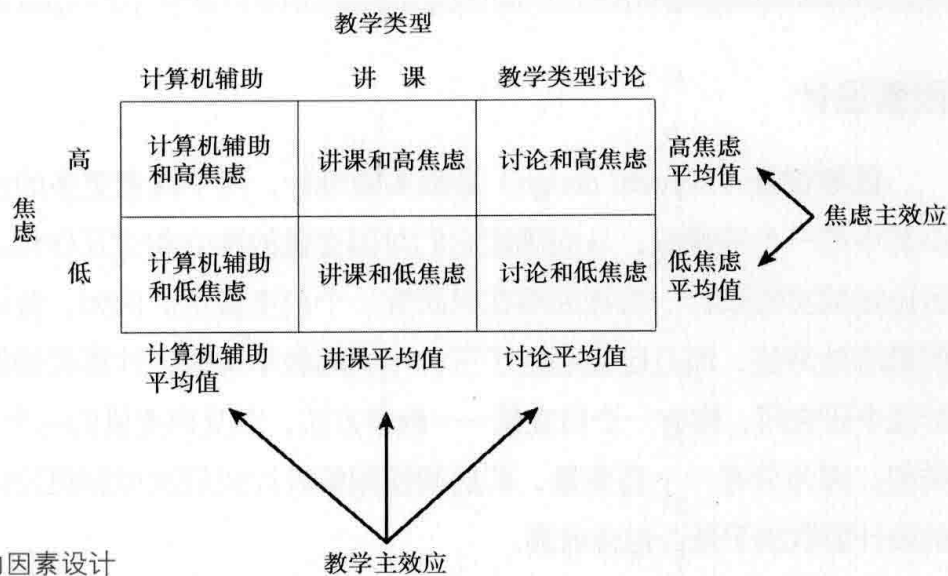 教学类型
计算机辅助 讲 课 教学类型讨论
计算机辅助 讲课和高焦虑 讨论和高焦虑 高焦虑
和高焦虑 平均值
高
焦虑
焦虑主效应
低
计算机辅助 讲课和低焦虑 讨论和低焦虑 低焦虑
和低焦虑 平均值
计算机辅助 讲课平均值 讨论平均值
平均值
因素设计
教学主效应